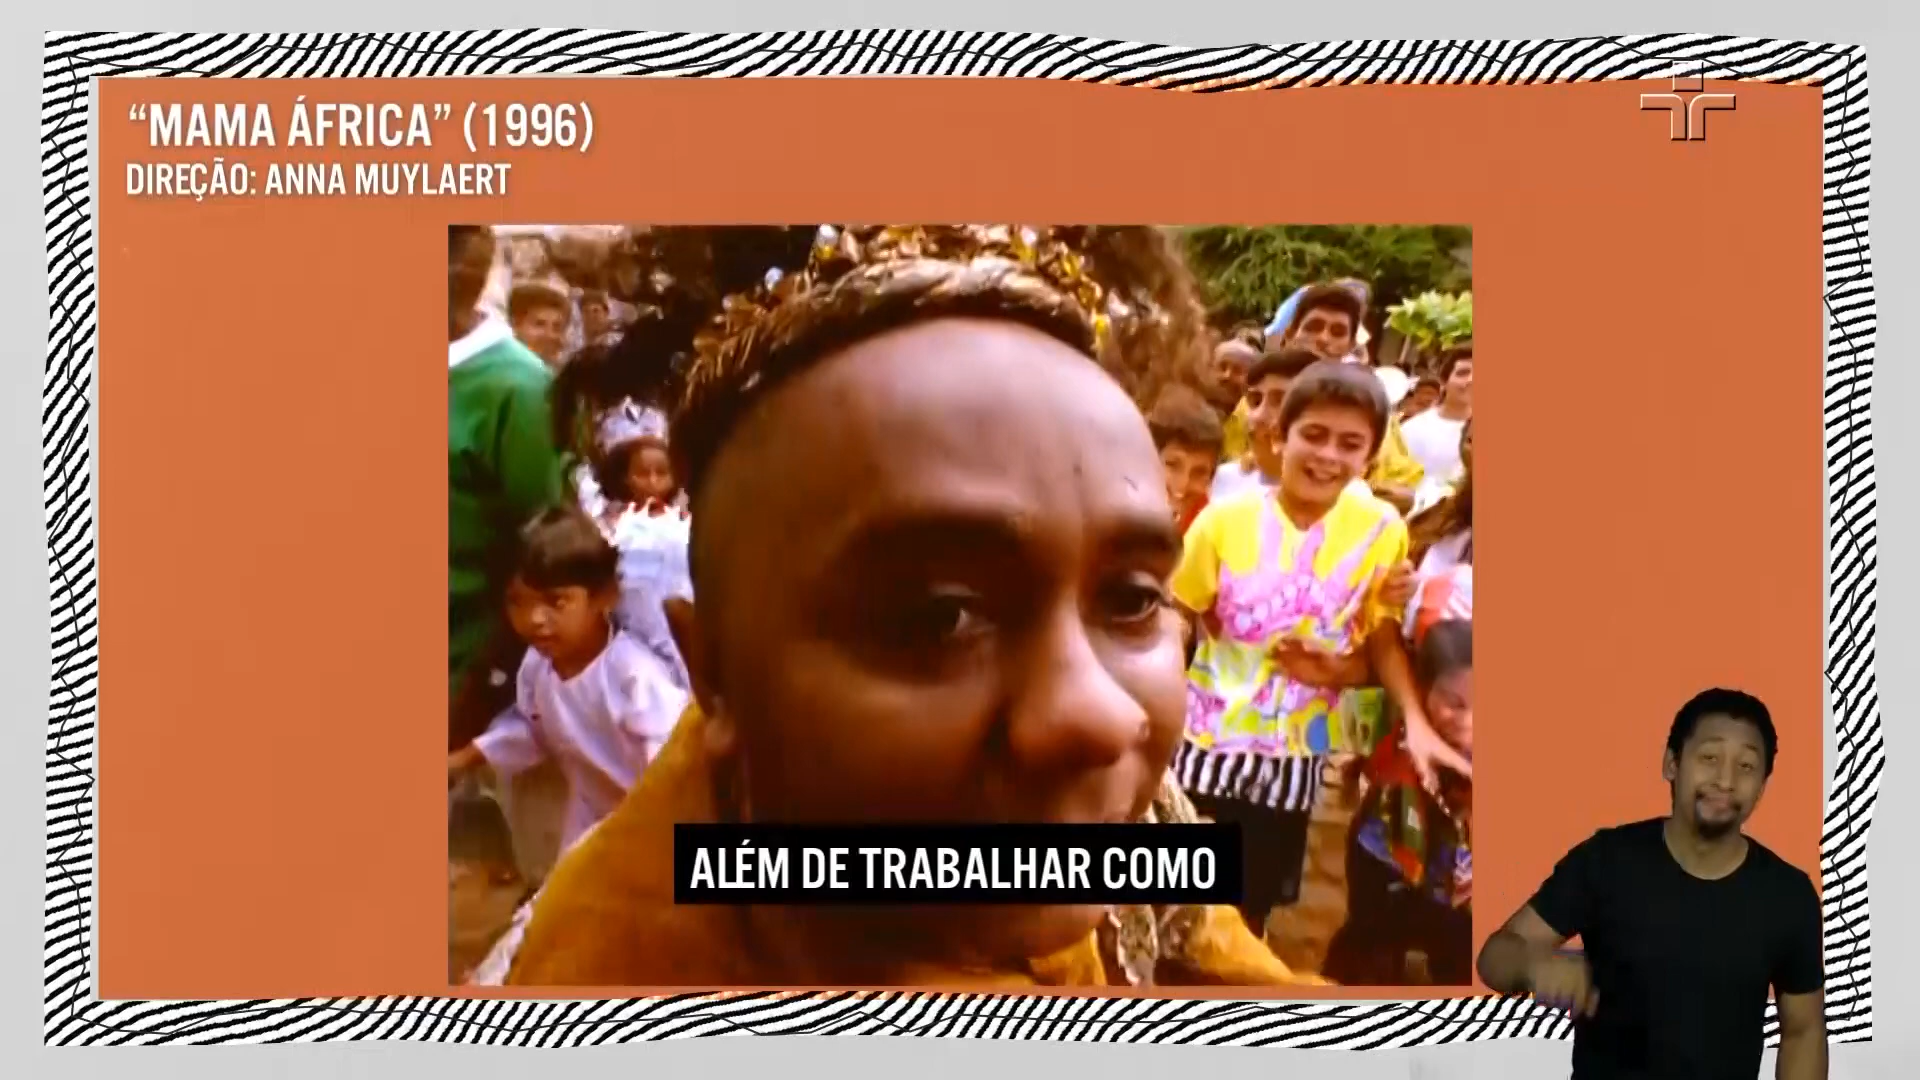 “MAMA ÁFRICA” (1996)
DIREÇÃO: ANNA MUYLAERT
ALÉM DE TRABALHAR COMO